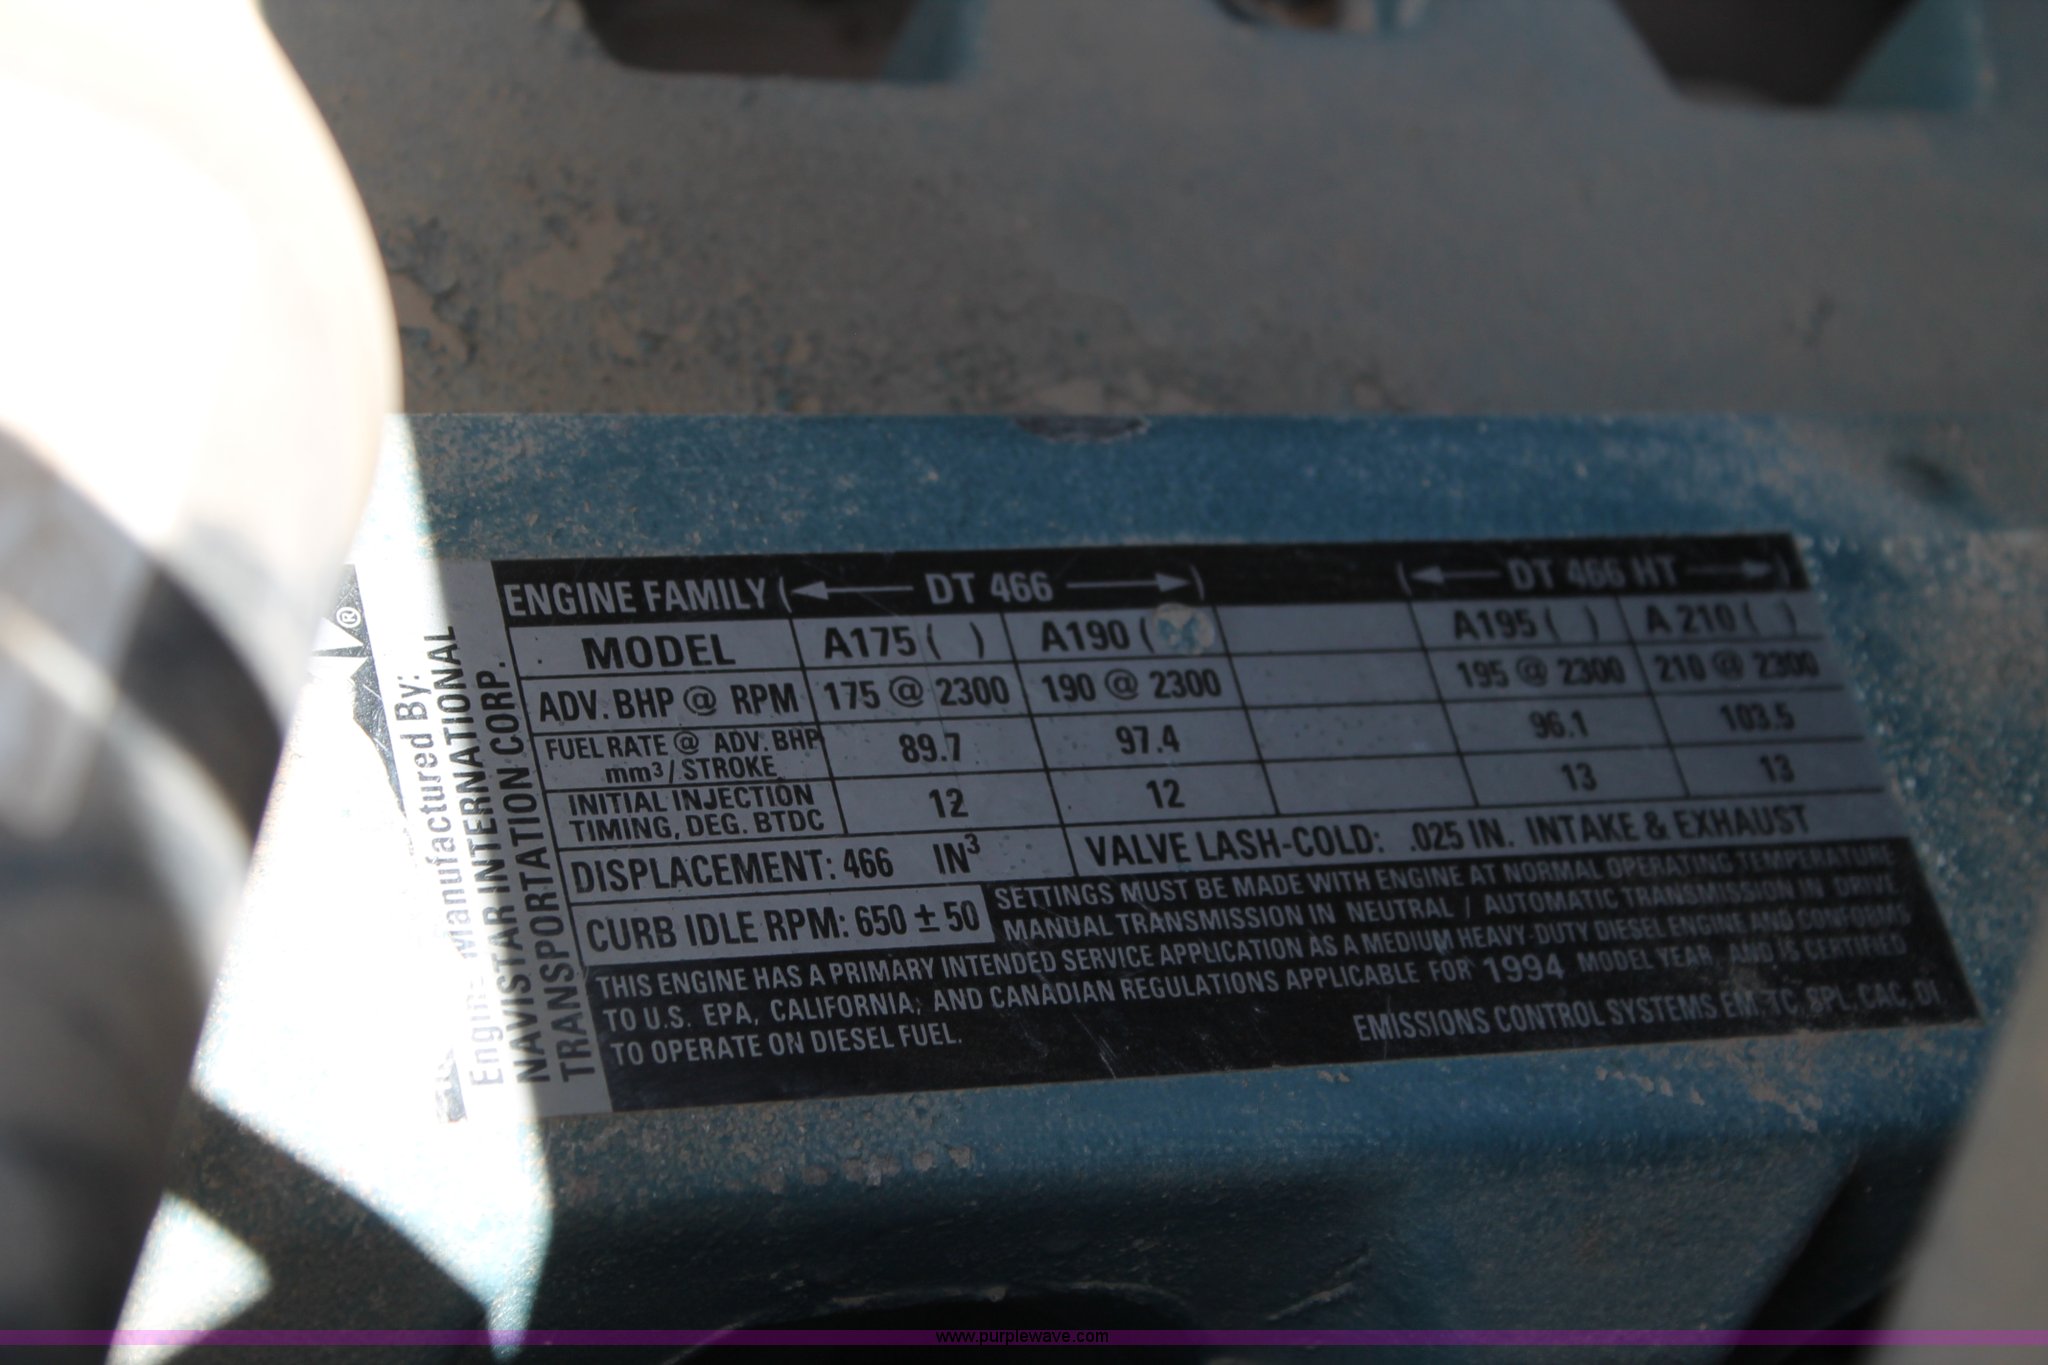 ENGINE FAMILY ( DT 466 ) ( DT 466 HT )
MODEL A175 ( ) A190 ( A195 ( ) A 210 ( )
ADV. BHP @ RPM 175 @ 2300 190 @ 2300 195 @ 2300 210 @ 2300
FUEL RATE @ ADV. BHP
mm³ / STROKE 89.7 97.4 96.1 103.5
INITIAL INJECTION
TIMING, DEG. BTDC 12 12 13 13
DISPLACEMENT: 466 IN³ VALVE LASH-COLD: .025 IN. INTAKE & EXHAUST
CURB IDLE RPM: 650 ± 50
SETTINGS MUST BE MADE WITH ENGINE AT NORMAL OPERATING TEMPERATURE
MANUAL TRANSMISSION IN NEUTRAL / AUTOMATIC TRANSMISSION IN DRIVE
THIS ENGINE HAS A PRIMARY INTENDED SERVICE APPLICATION AS A MEDIUM HEAVY-DUTY DIESEL ENGINE AND CONFORMS
TO U.S. EPA, CALIFORNIA, AND CANADIAN REGULATIONS APPLICABLE FOR 1994 MODEL YEAR, AND IS CERTIFIED
TO OPERATE ON DIESEL FUEL.
EMISSIONS CONTROL SYSTEMS EM, TC, SPL, CAC, DI
®
Engine Manufactured By:
NAVISTAR INTERNATIONAL
TRANSPORTATION CORP.
www.purplewave.com